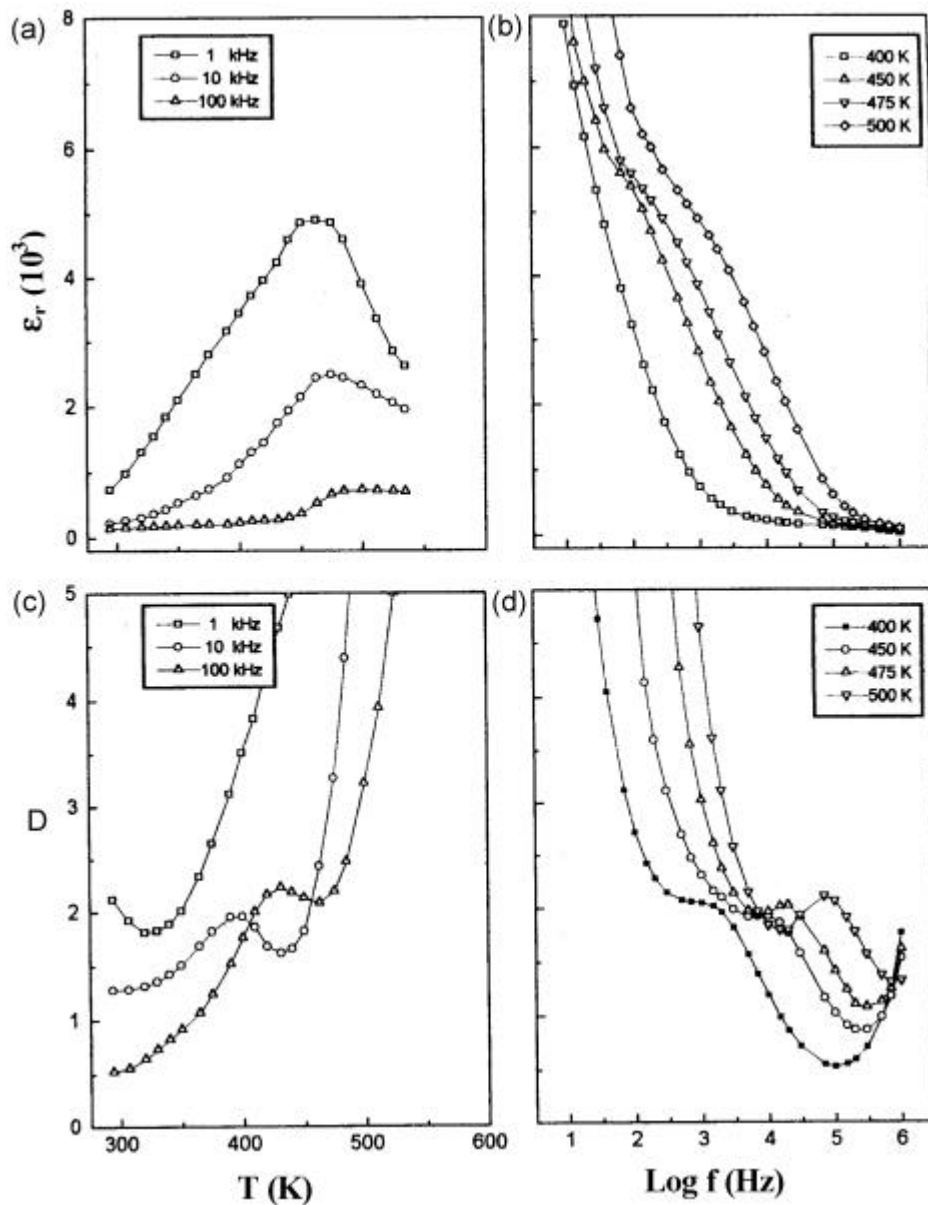 (a)
1 kHz
10 kHz
100 kHz
8
6
4
2
0
εr (10³)
(b)
400 K
450 K
475 K
500 K
(c)
1 kHz
10 kHz
100 kHz
5
4
3
2
1
0
D
300 400 500 600
T (K)
(d)
400 K
450 K
475 K
500 K
1 2 3 4 5 6
Log f (Hz)